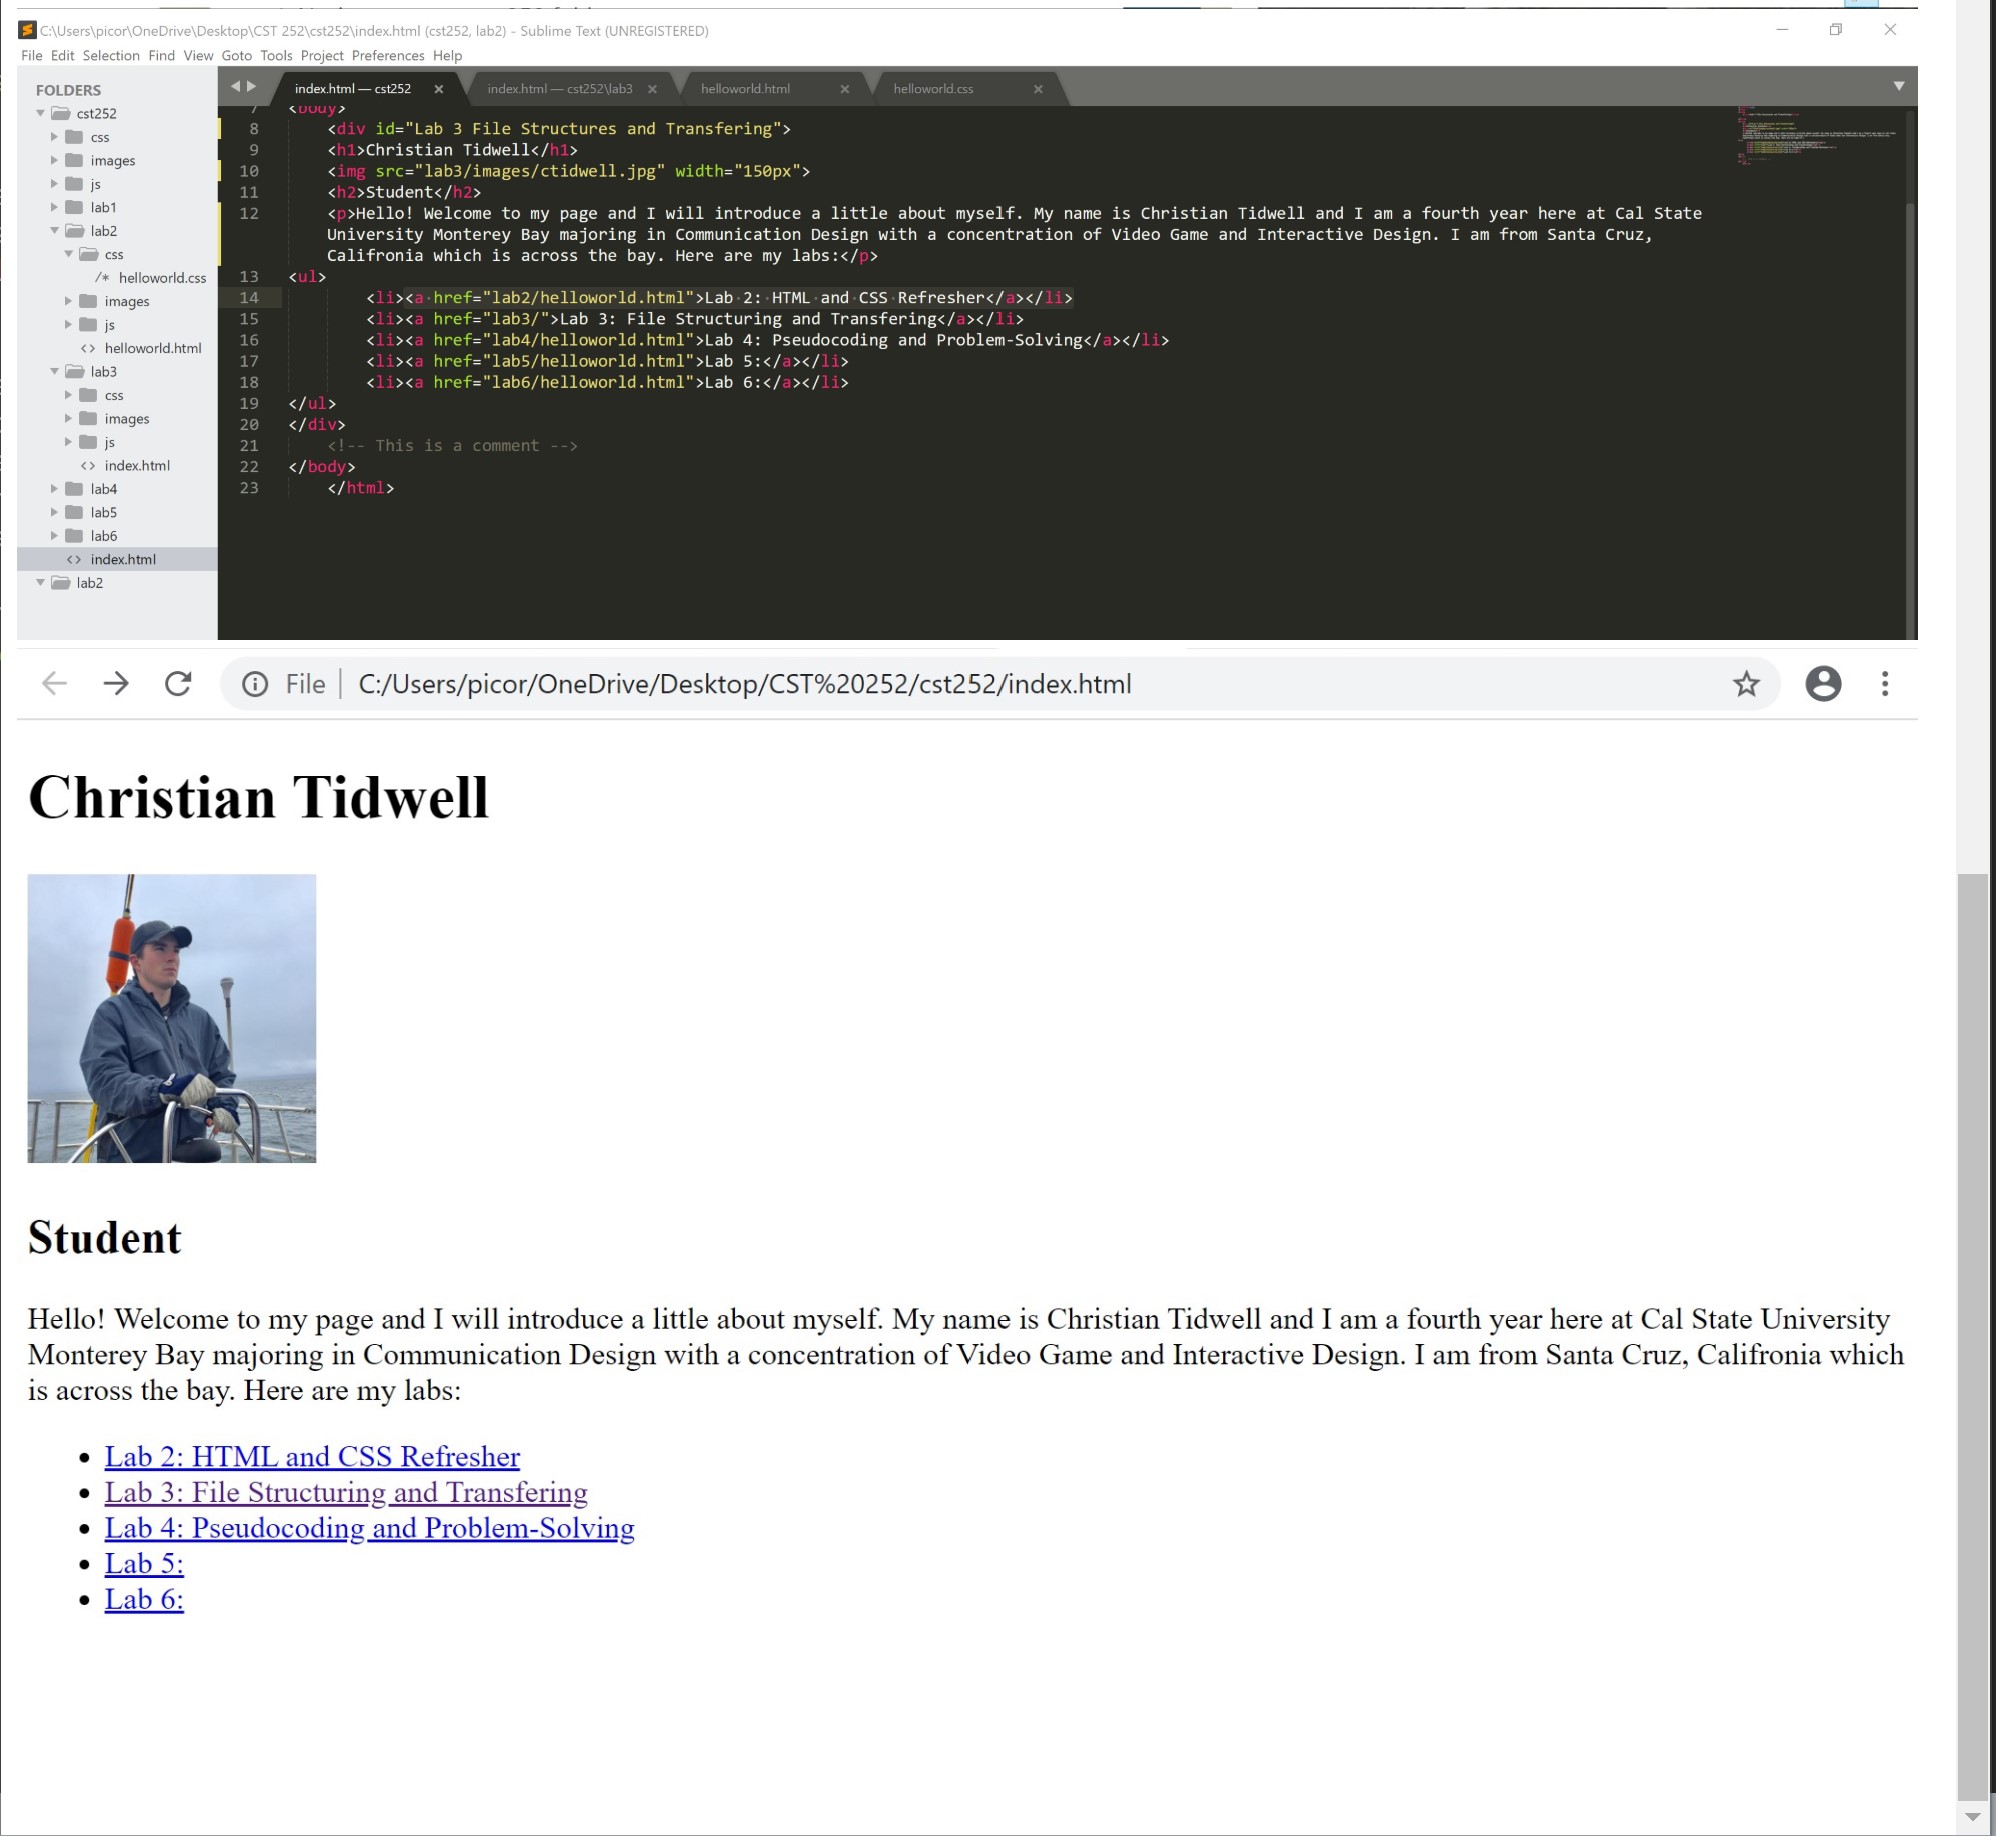 C:\Users\picor\OneDrive\Desktop\CST 252\cst252\index.html (cst252, lab2) - Sublime Text (UNREGISTERED)
File Edit Selection Find View Goto Tools Project Preferences Help
FOLDERS
cst252
css
images
js
lab1
lab2
css
/* helloworld.css
images
js
<> helloworld.html
lab3
css
images
js
<> index.html
lab4
lab5
lab6
<> index.html
lab2
index.html — cst252 index.html — cst252\lab3 helloworld.html helloworld.css
7 <body>
8 <div id="Lab 3 File Structures and Transfering">
9 <h1>Christian Tidwell</h1>
10 <img src="lab3/images/ctidwell.jpg" width="150px">
11 <h2>Student</h2>
12 <p>Hello! Welcome to my page and I will introduce a little about myself. My name is Christian Tidwell and I am a fourth year here at Cal State
University Monterey Bay majoring in Communication Design with a concentration of Video Game and Interactive Design. I am from Santa Cruz,
Califronia which is across the bay. Here are my labs:</p>
13 <ul>
14 <li><a href="lab2/helloworld.html">Lab 2: HTML and CSS Refresher</a></li>
15 <li><a href="lab3/">Lab 3: File Structuring and Transfering</a></li>
16 <li><a href="lab4/helloworld.html">Lab 4: Pseudocoding and Problem-Solving</a></li>
17 <li><a href="lab5/helloworld.html">Lab 5:</a></li>
18 <li><a href="lab6/helloworld.html">Lab 6:</a></li>
19 </ul>
20 </div>
21 <!-- This is a comment -->
22 </body>
23 </html>
File | C:/Users/picor/OneDrive/Desktop/CST%20252/cst252/index.html
Christian Tidwell
Student
Hello! Welcome to my page and I will introduce a little about myself. My name is Christian Tidwell and I am a fourth year here at Cal State University
Monterey Bay majoring in Communication Design with a concentration of Video Game and Interactive Design. I am from Santa Cruz, Califronia which
is across the bay. Here are my labs:
• Lab 2: HTML and CSS Refresher
• Lab 3: File Structuring and Transfering
• Lab 4: Pseudocoding and Problem-Solving
• Lab 5:
• Lab 6: